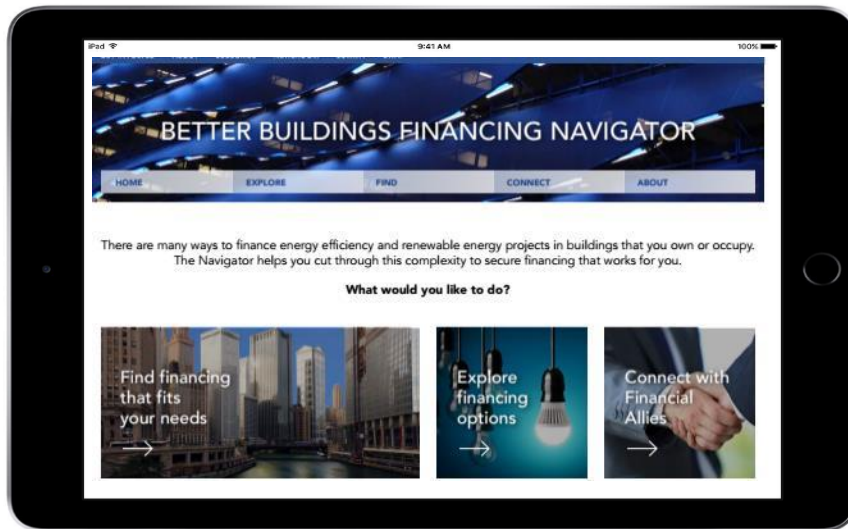 iPad
9:41 AM
100%
BETTER BUILDINGS FINANCING NAVIGATOR
HOME
EXPLORE
FIND
CONNECT
ABOUT
There are many ways to finance energy efficiency and renewable energy projects in buildings that you own or occupy.
The Navigator helps you cut through this complexity to secure financing that works for you.
What would you like to do?
Find financing
that fits
your needs
Explore
financing
options
Connect with
Financial
Allies